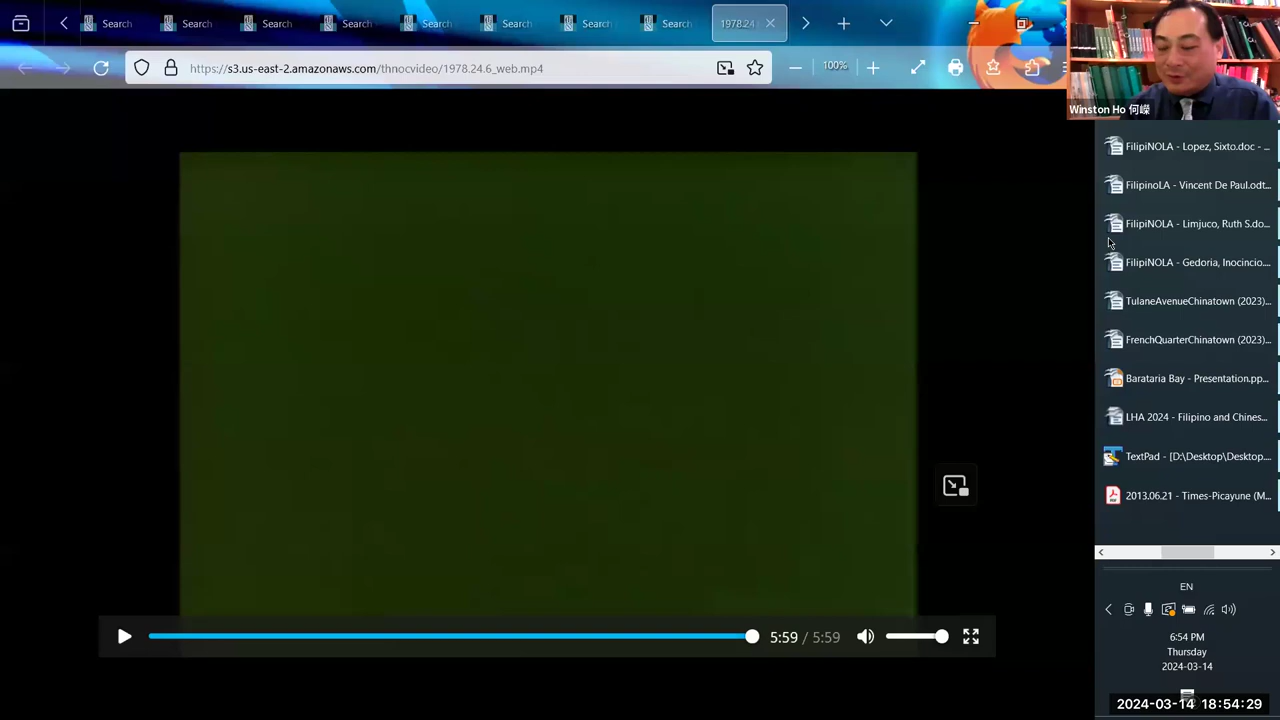 Search
Search
Search
Search
Search
Search
Search
Search
1978.24
https://s3.us-east-2.amazonaws.com
video/1978.24.6_web.mp4
100%
Winston Ho 何嶸
FilipiNOLA - Lopez, Sixto.doc - ...
FilipinoLA - Vincent De Paul.odt...
FilipiNOLA - Limjuco, Ruth S.do...
FilipiNOLA - Gedoria, Inocincio....
TulaneAvenueChinatown (2023)...
FrenchQuarterChinatown (2023)...
Barataria Bay - Presentation.pp...
LHA 2024 - Filipino and Chines...
TextPad - [D:\Desktop\Desktop....
2013.06.21 - Times-Picayune (M...
5:59 / 5:59
EN
6:54 PM
Thursday
2024-03-14
2024-03-14 18:54:29